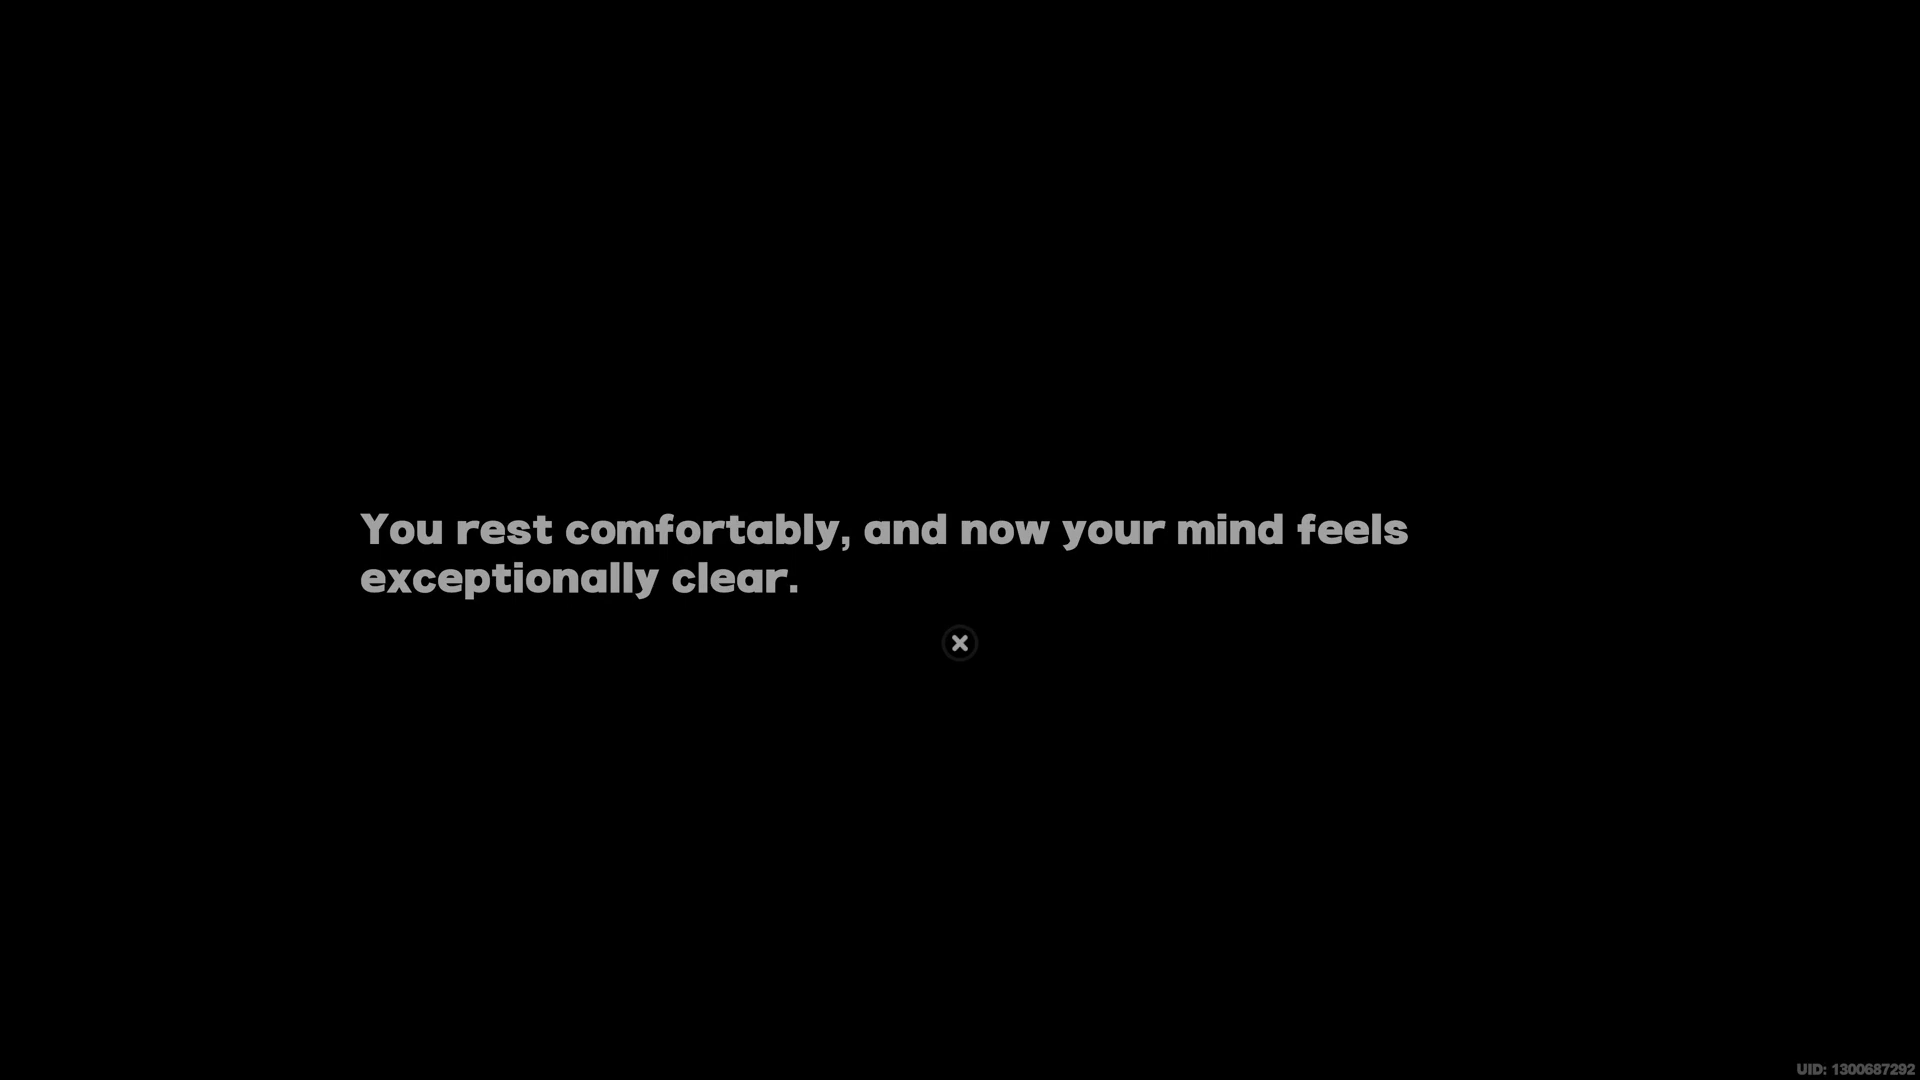 You rest comfortably, and now your mind feels
exceptionally clear.
UID: 1300687292